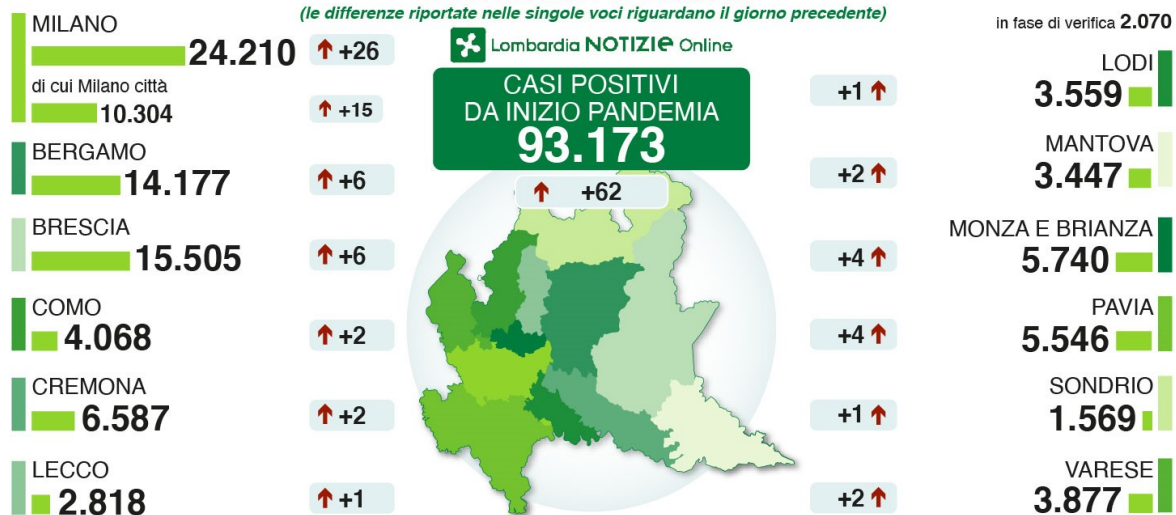 (le differenze riportate nelle singole voci riguardano il giorno precedente)
in fase di verifica 2.070
Lombardia NOTIZIE Online
CASI POSITIVI
DA INIZIO PANDEMIA
93.173
+62
MILANO
24.210 +26
di cui Milano città
10.304 +15
BERGAMO
14.177 +6
BRESCIA
15.505 +6
COMO
4.068 +2
CREMONA
6.587 +2
LECCO
2.818 +1
LODI
+1 3.559
MANTOVA
+2 3.447
MONZA E BRIANZA
+4 5.740
PAVIA
+4 5.546
SONDRIO
+1 1.569
VARESE
+2 3.877